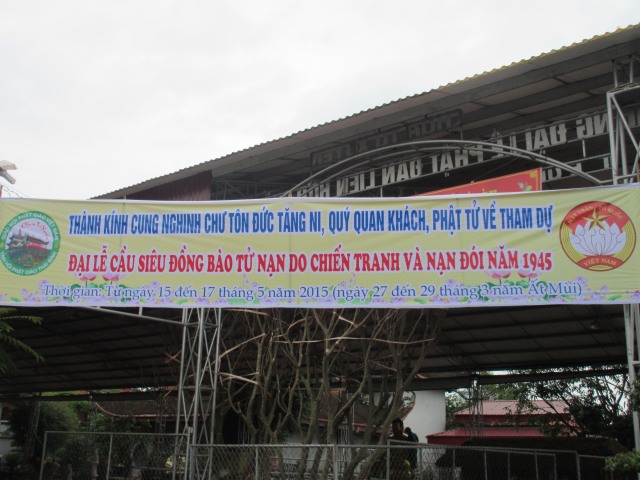 THÀNH KÍNH CUNG NGHINH CHƯ TÔN ĐỨC TĂNG NI, QUÝ QUAN KHÁCH, PHẬT TỬ VỀ THAM DỰ
ĐẠI LỄ CẦU SIÊU ĐỒNG BÀO TỬ NẠN DO CHIẾN TRANH VÀ NẠN ĐÓI NĂM 1945
Thời gian: Từ ngày 15 đến 17 tháng 5 năm 2015 (ngày 27 đến 29 tháng 3 năm Ất Mùi)
VIỆT NAM